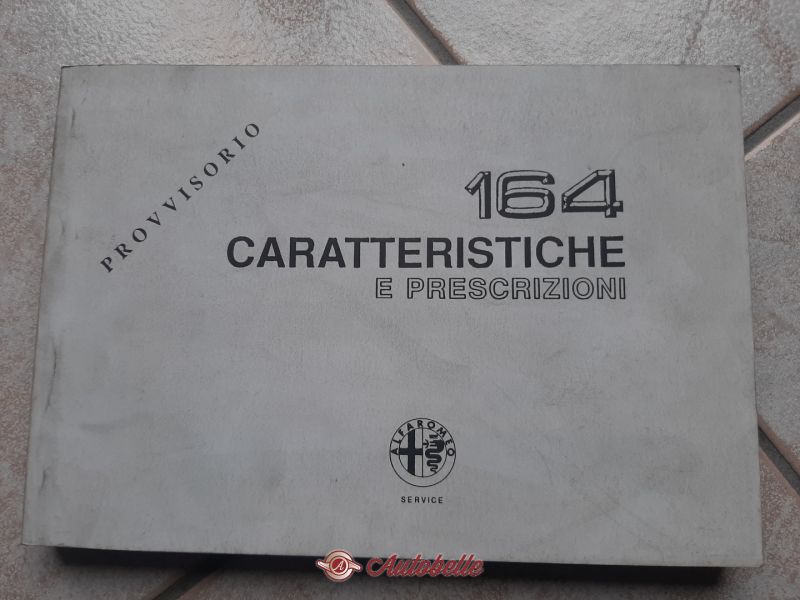 PROVVISORIO
164
CARATTERISTICHE
E PRESCRIZIONI
ALFA ROMEO
SERVICE
A Autobelle